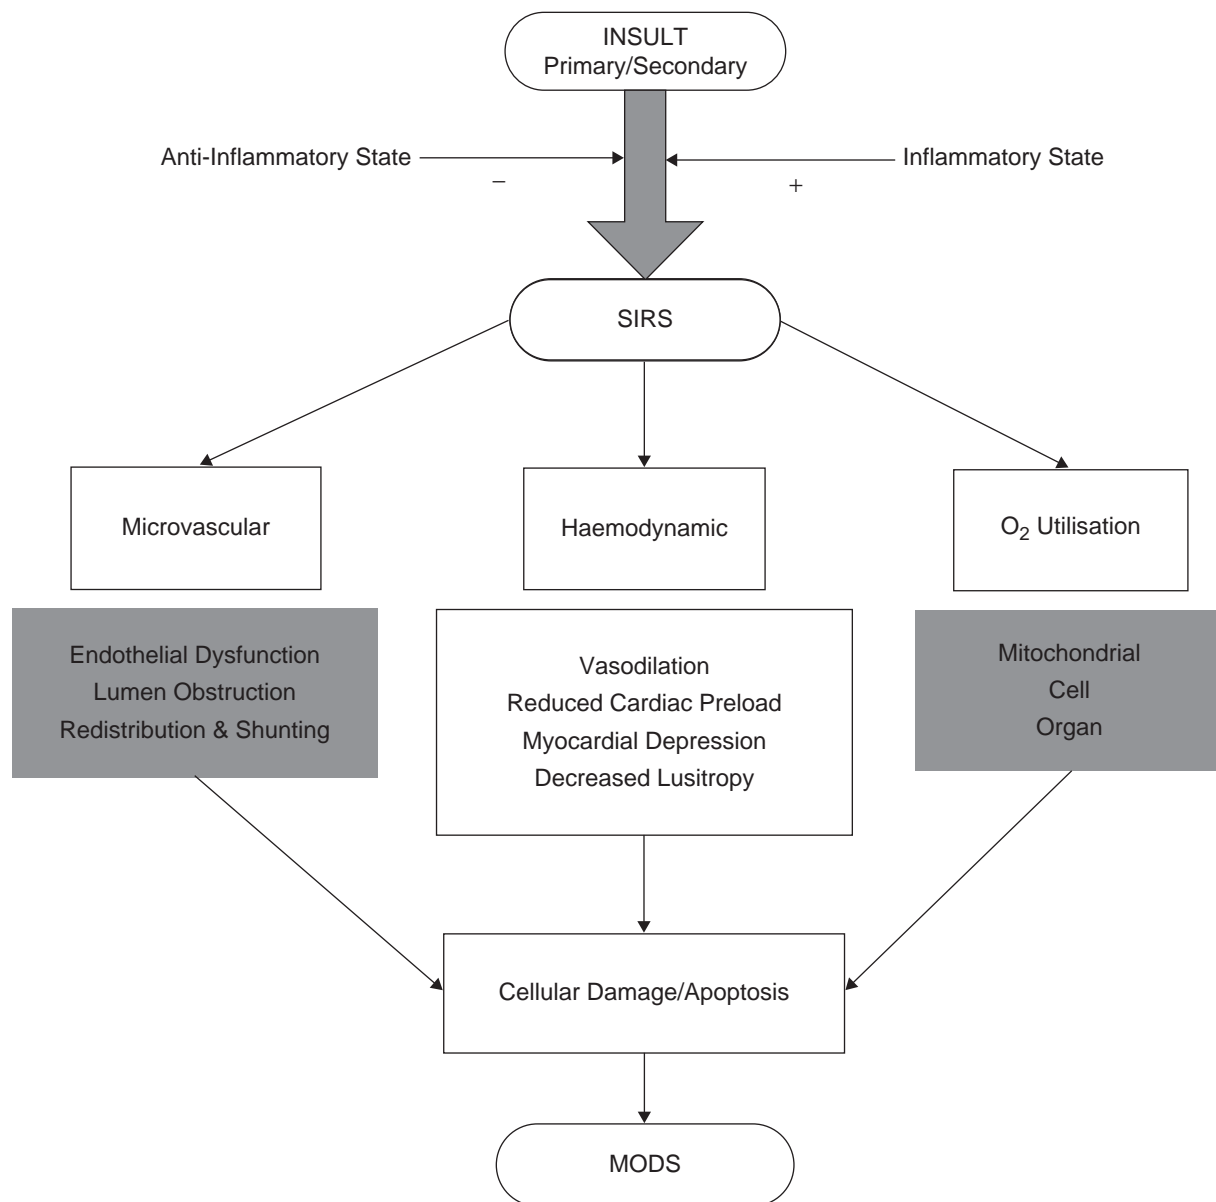 INSULT
Primary/Secondary
Anti-Inflammatory State
Inflammatory State
−
+
SIRS
Microvascular
Haemodynamic
O₂ Utilisation
Endothelial Dysfunction
Lumen Obstruction
Redistribution & Shunting
Vasodilation
Reduced Cardiac Preload
Myocardial Depression
Decreased Lusitropy
Mitochondrial
Cell
Organ
Cellular Damage/Apoptosis
MODS